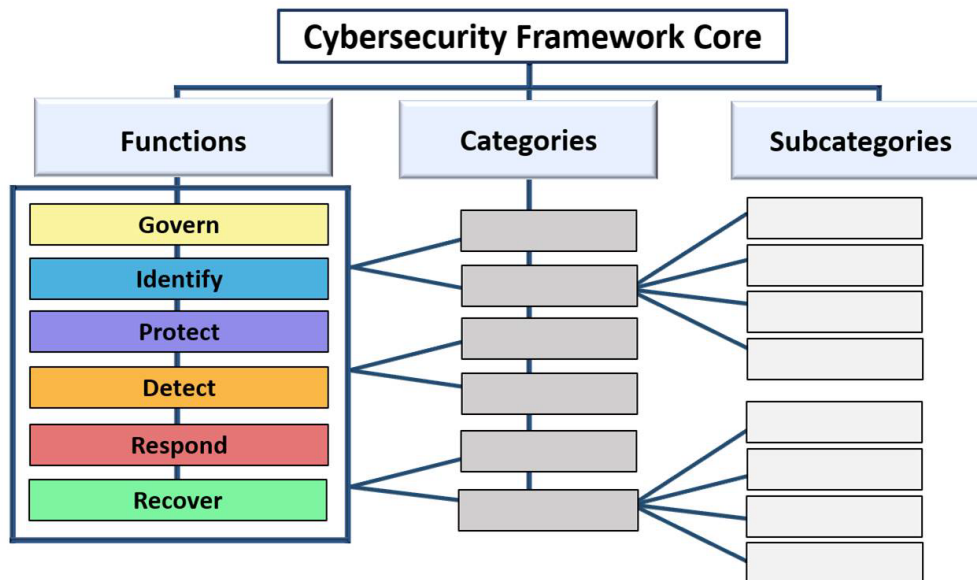 Cybersecurity Framework Core
Functions
Categories
Subcategories
Govern
Identify
Protect
Detect
Respond
Recover